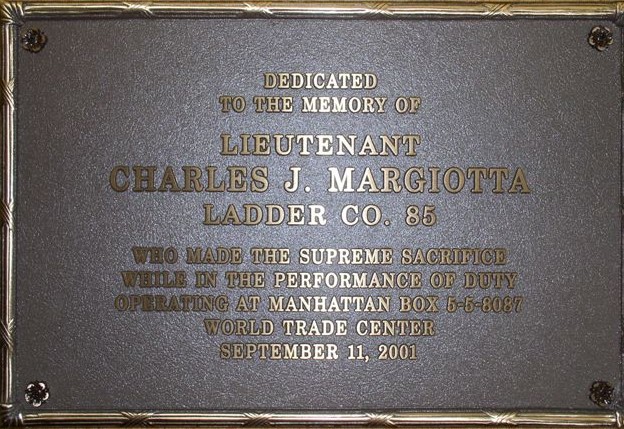 DEDICATED
TO THE MEMORY OF
LIEUTENANT
CHARLES J. MARGIOTTA
LADDER CO. 85
WHO MADE THE SUPREME SACRIFICE
WHILE IN THE PERFORMANCE OF DUTY
OPERATING AT MANHATTAN BOX 5-5-8087
WORLD TRADE CENTER
SEPTEMBER 11, 2001